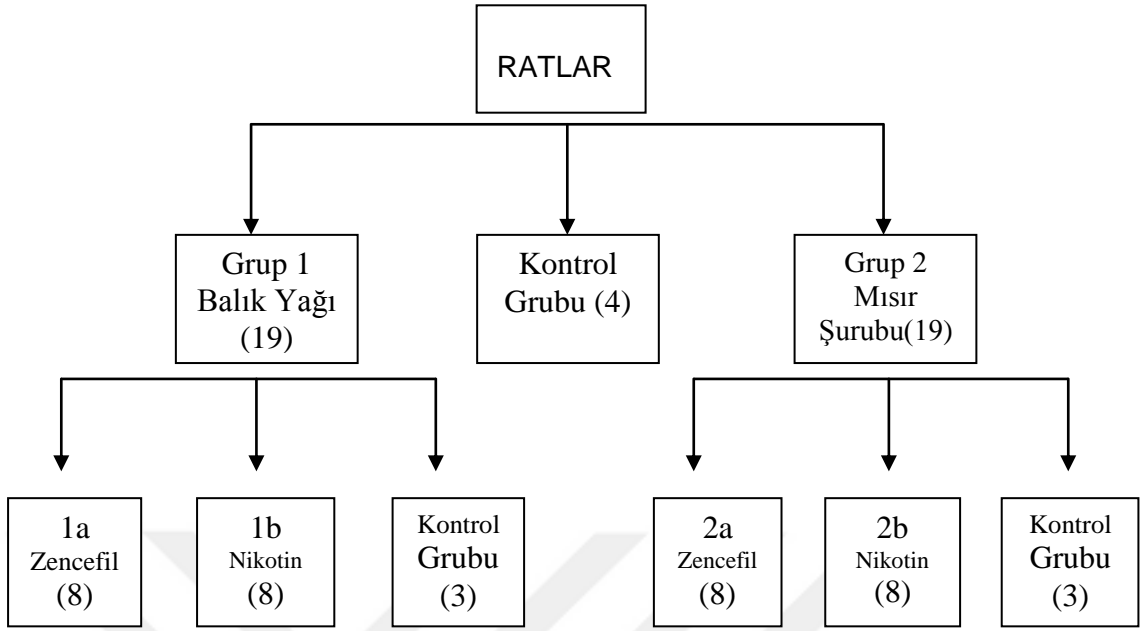 RATLAR
Grup 1
Balık Yağı
(19)
Kontrol
Grubu (4)
Grup 2
Mısır
Şurubu(19)
1a
Zencefil
(8)
1b
Nikotin
(8)
Kontrol
Grubu
(3)
2a
Zencefil
(8)
2b
Nikotin
(8)
Kontrol
Grubu
(3)